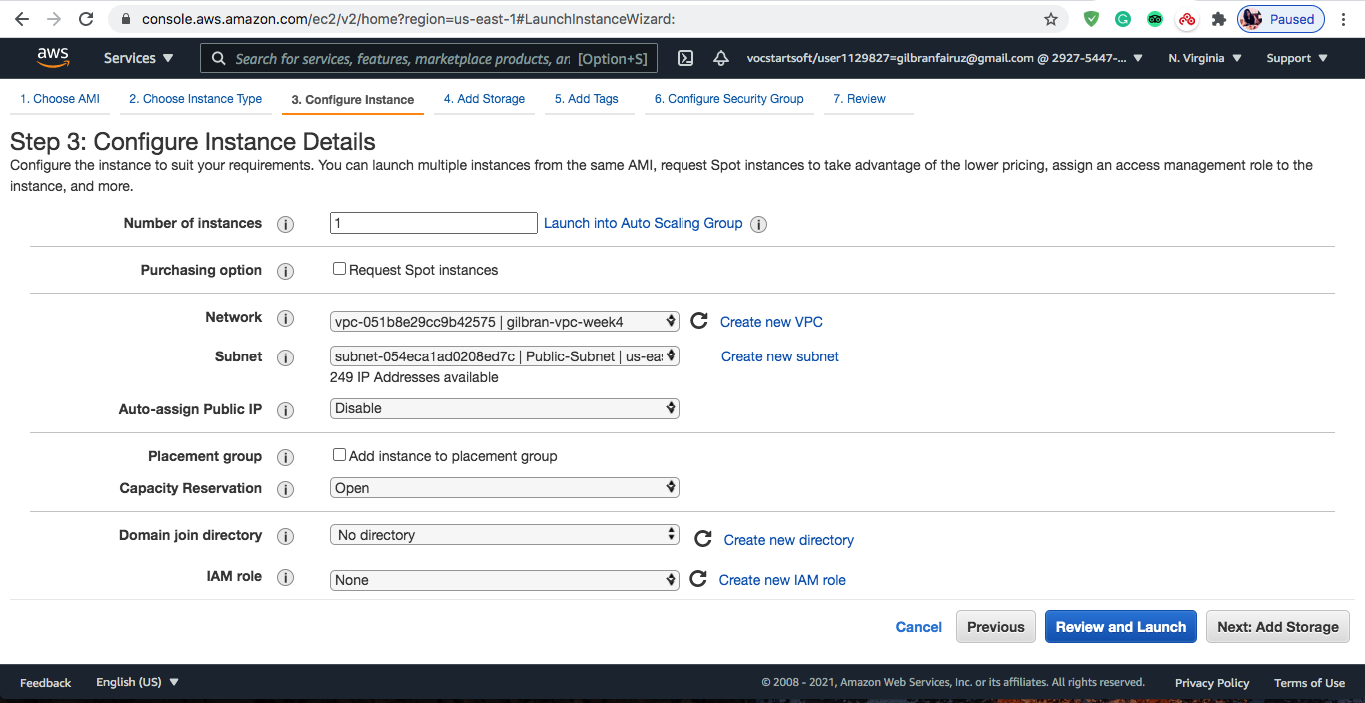 console.aws.amazon.com/ec2/v2/home?region=us-east-1#LaunchInstanceWizard:
Paused
aws
Services
Search for services, features, marketplace products, an [Option+S]
vocstartsoft/user1129827=gilbranfairuz@gmail.com @ 2927-5447-...
N. Virginia
Support
1. Choose AMI
2. Choose Instance Type
3. Configure Instance
4. Add Storage
5. Add Tags
6. Configure Security Group
7. Review
Step 3: Configure Instance Details
Configure the instance to suit your requirements. You can launch multiple instances from the same AMI, request Spot instances to take advantage of the lower pricing, assign an access management role to the
instance, and more.
Number of instances
1
Launch into Auto Scaling Group
Purchasing option
Request Spot instances
Network
vpc-051b8e29cc9b42575 | gilbran-vpc-week4
Create new VPC
Subnet
subnet-054eca1ad0208ed7c | Public-Subnet | us-eas
Create new subnet
249 IP Addresses available
Auto-assign Public IP
Disable
Placement group
Add instance to placement group
Capacity Reservation
Open
Domain join directory
No directory
Create new directory
IAM role
None
Create new IAM role
Cancel
Previous
Review and Launch
Next: Add Storage
Feedback
English (US)
© 2008 - 2021, Amazon Web Services, Inc. or its affiliates. All rights reserved.
Privacy Policy
Terms of Use